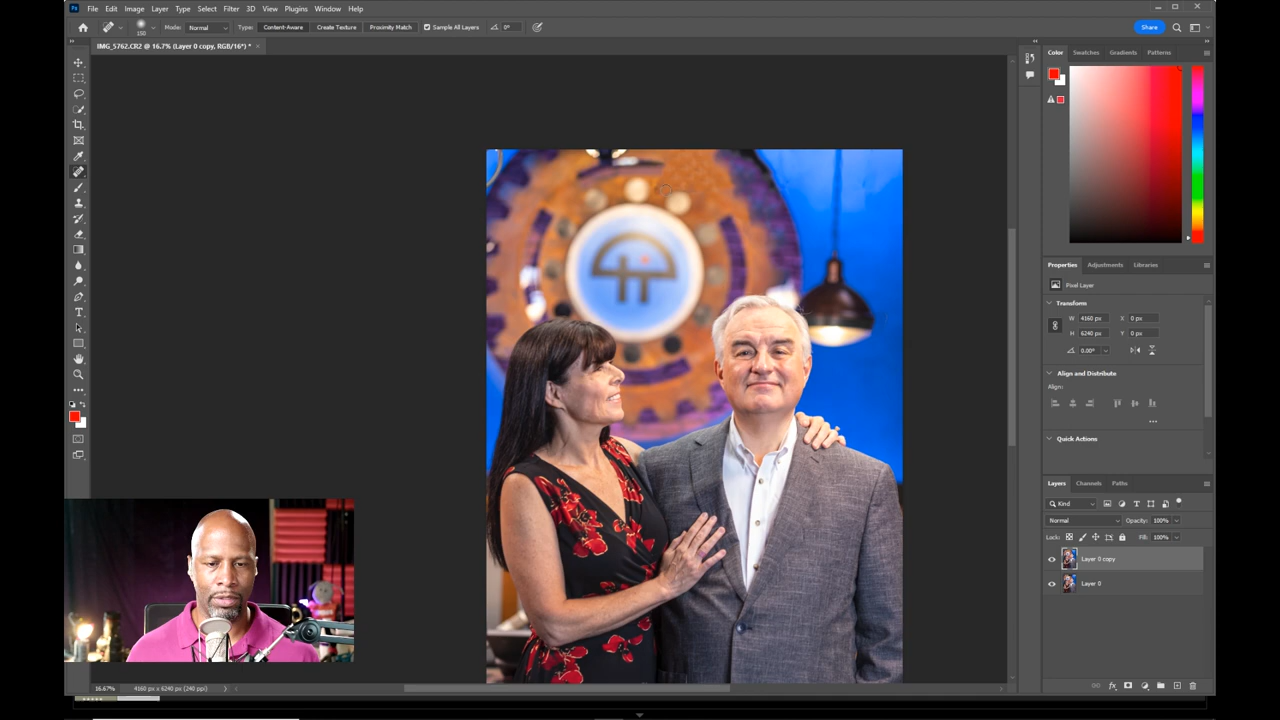 File Edit Image Layer Type Select Filter 3D View Plugins Window Help
150 Mode: Normal Type: Content-Aware Create Texture Proximity Match Sample All Layers 0° Share
IMG_5762.CR2 @ 16.7% (Layer 0 copy, RGB/16*) * ×
Color Swatches Gradients Patterns
Properties Adjustments Libraries
Pixel Layer
Transform
W 4160 px X 0 px
H 6240 px Y 0 px
0.00°
Align and Distribute
Align:
Quick Actions
Layers Channels Paths
Kind
Normal Opacity: 100%
Lock: Fill: 100%
Layer 0 copy
Layer 0
16.67% 4160 px x 6240 px (240 ppi)